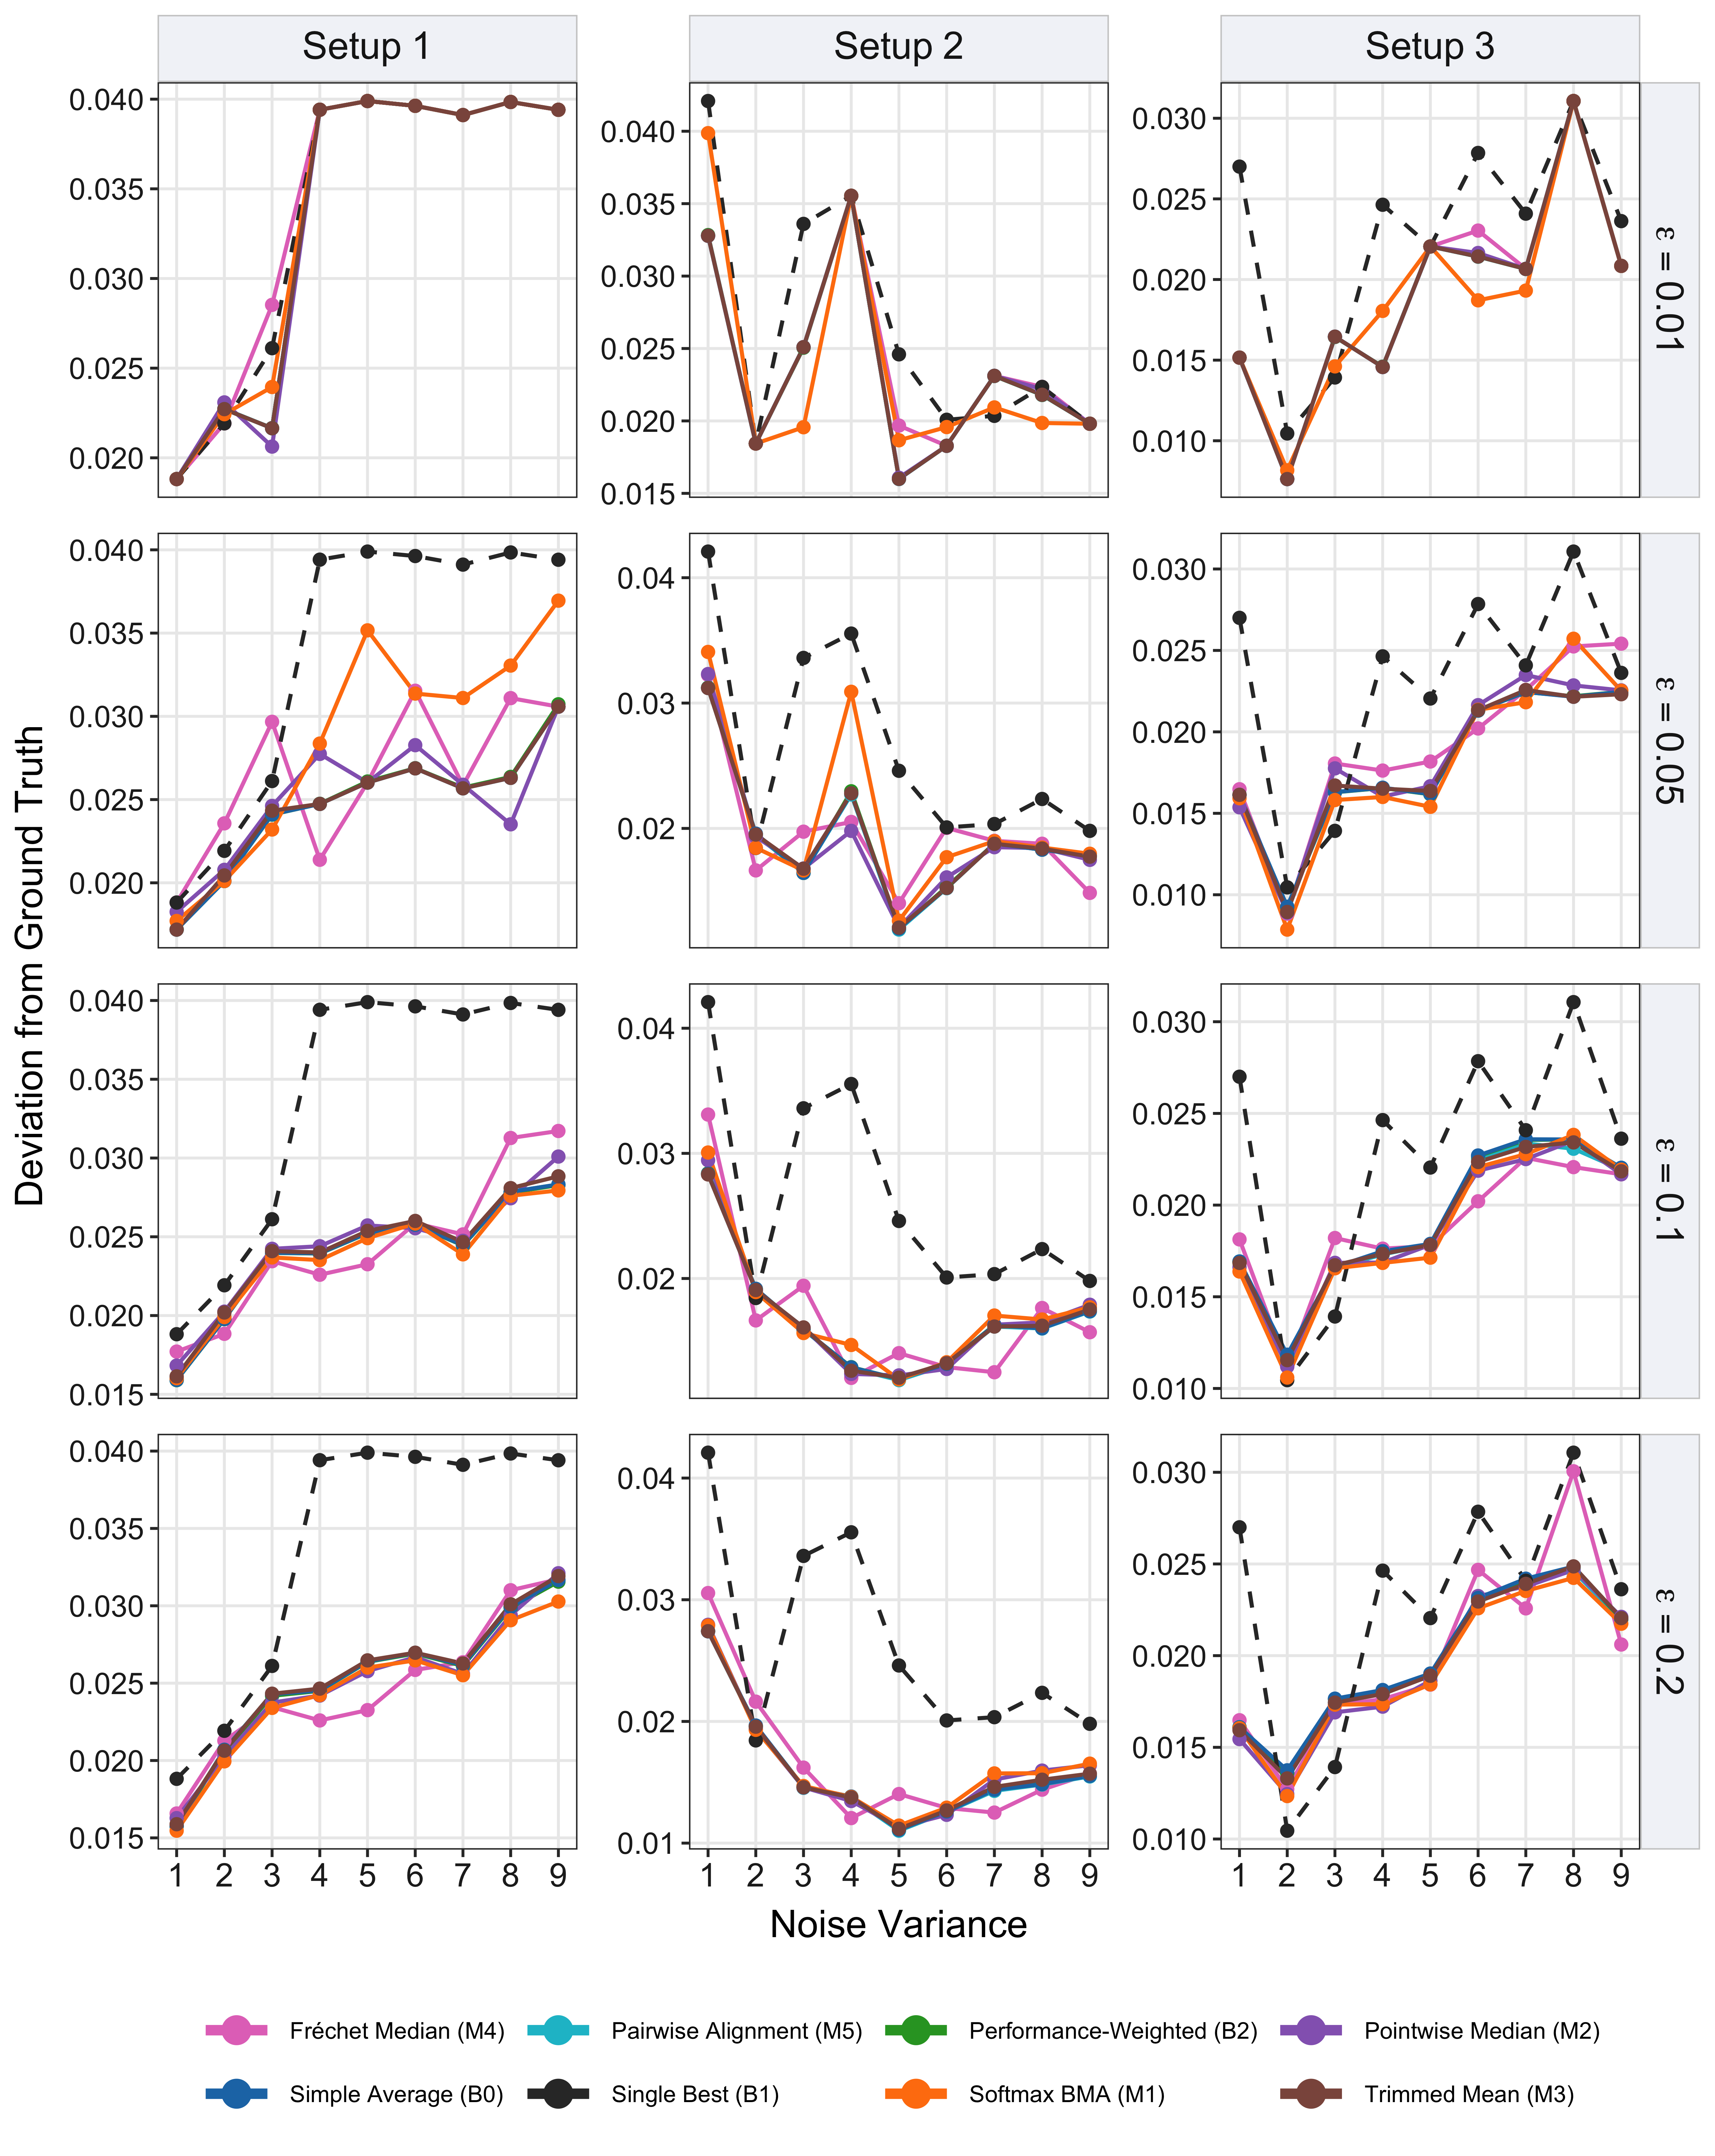 Setup 1
Setup 2
Setup 3
0.040
0.035
0.030
0.025
0.020
0.040
0.035
0.030
0.025
0.020
0.015
0.030
0.025
0.020
0.015
0.010
ε = 0.01
0.040
0.035
0.030
0.025
0.020
0.04
0.03
0.02
0.030
0.025
0.020
0.015
0.010
ε = 0.05
Deviation from Ground Truth
0.040
0.035
0.030
0.025
0.020
0.015
0.04
0.03
0.02
0.030
0.025
0.020
0.015
0.010
ε = 0.1
0.040
0.035
0.030
0.025
0.020
0.015
0.04
0.03
0.02
0.01
0.030
0.025
0.020
0.015
0.010
ε = 0.2
1 2 3 4 5 6 7 8 9
1 2 3 4 5 6 7 8 9
1 2 3 4 5 6 7 8 9
Noise Variance
Fréchet Median (M4)
Pairwise Alignment (M5)
Performance-Weighted (B2)
Pointwise Median (M2)
Simple Average (B0)
Single Best (B1)
Softmax BMA (M1)
Trimmed Mean (M3)